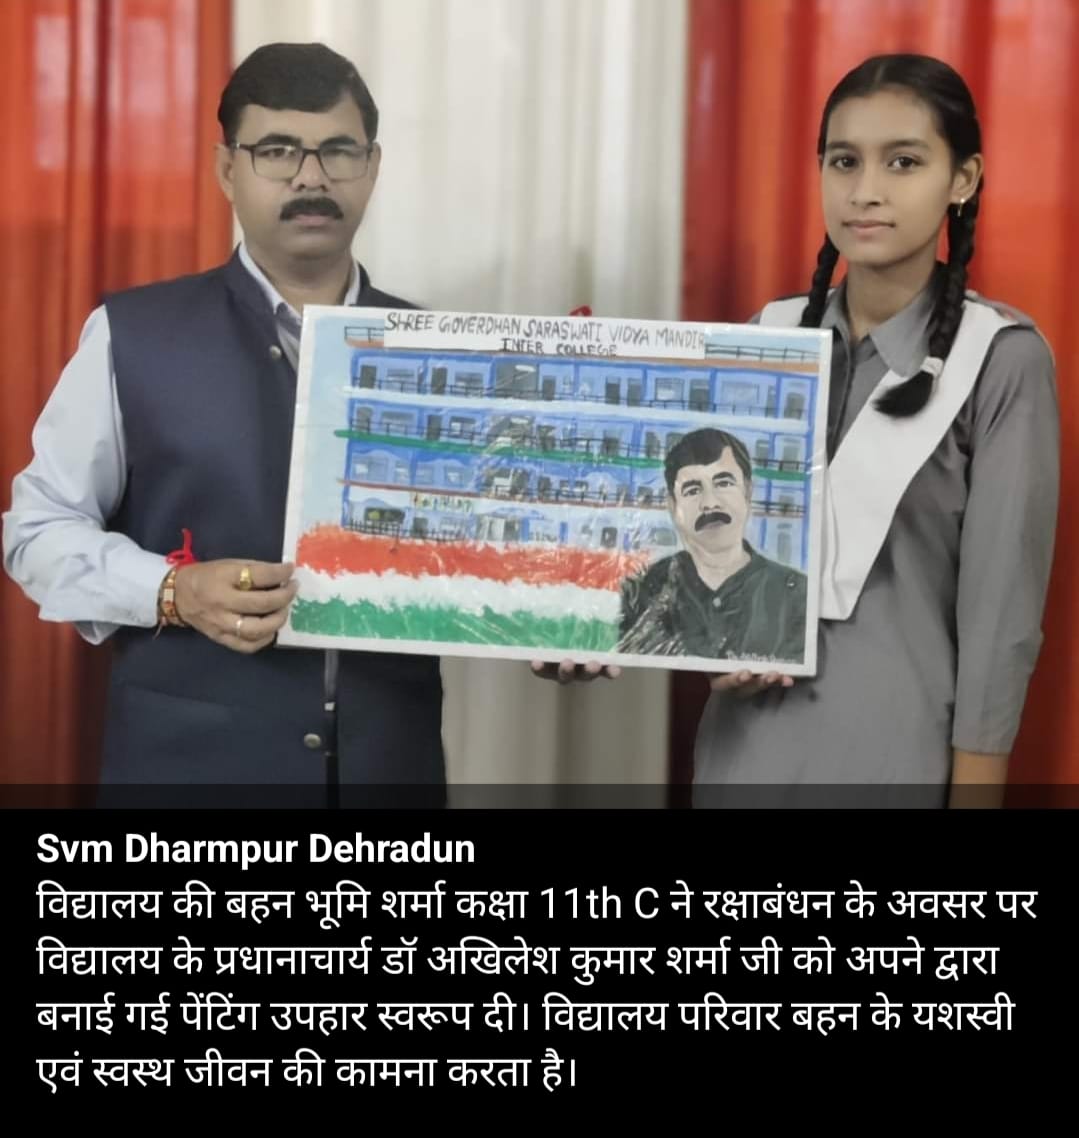 SHREE GOVERDHAN SARASWATI VIDYA MANDIR
INTER COLLEGE
Svm Dharmpur Dehradun
विद्यालय की बहन भूमि शर्मा कक्षा 11th C ने रक्षाबंधन के अवसर पर
विद्यालय के प्रधानाचार्य डॉ अखिलेश कुमार शर्मा जी को अपने द्वारा
बनाई गई पेंटिंग उपहार स्वरूप दी। विद्यालय परिवार बहन के यशस्वी
एवं स्वस्थ जीवन की कामना करता है।